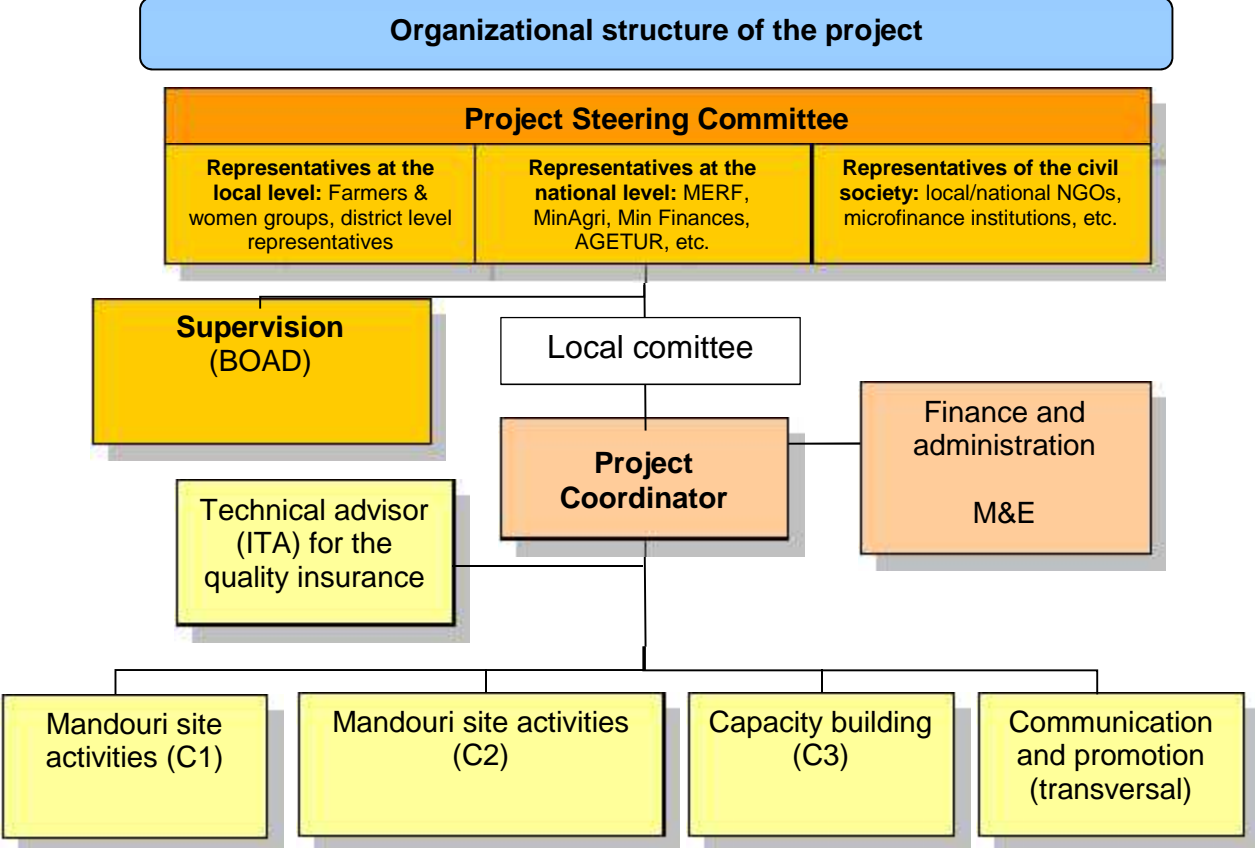 Organizational structure of the project
Project Steering Committee
Representatives at the
local level: Farmers &
women groups, district level
representatives
Representatives at the
national level: MERF,
MinAgri, Min Finances,
AGETUR, etc.
Representatives of the civil
society: local/national NGOs,
microfinance institutions, etc.
Supervision
(BOAD)
Local comittee
Project
Coordinator
Finance and
administration
M&E
Technical advisor
(ITA) for the
quality insurance
Mandouri site
activities (C1)
Mandouri site activities
(C2)
Capacity building
(C3)
Communication
and promotion
(transversal)